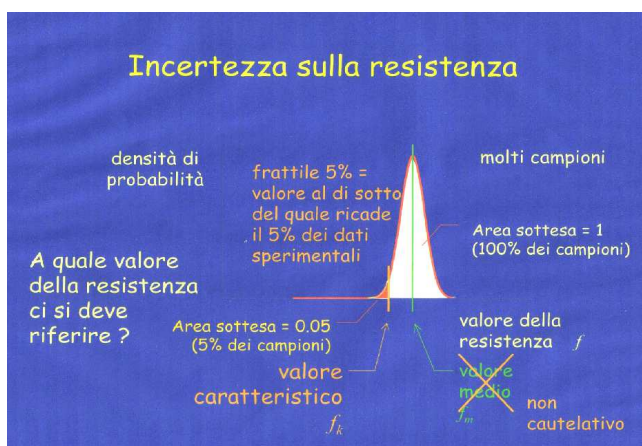 Incertezza sulla resistenza
densità di
probabilità
molti campioni
frattile 5% =
valore al di sotto
del quale ricade
il 5% dei dati
sperimentali
Area sottesa = 1
(100% dei campioni)
A quale valore
della resistenza
ci si deve
riferire ?
Area sottesa = 0.05
(5% dei campioni)
valore della
resistenza f
valore
caratteristico
fk
valore
medio
fm
non
cautelativo